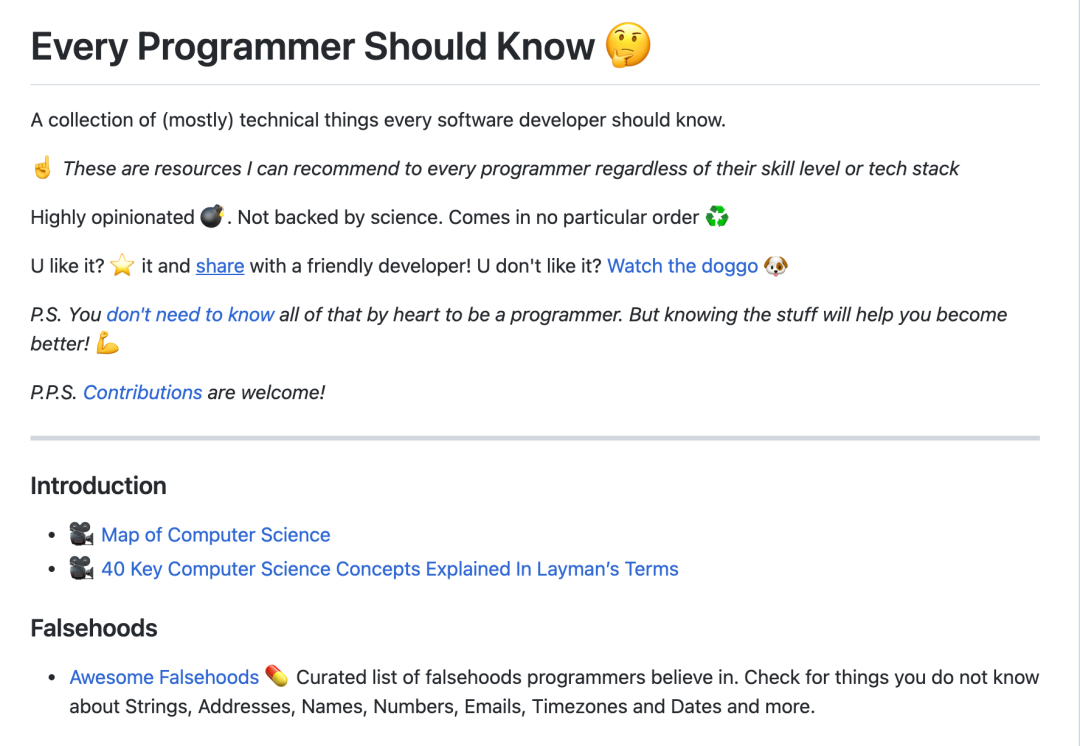 Every Programmer Should Know 🤔
A collection of (mostly) technical things every software developer should know.
☝️ These are resources I can recommend to every programmer regardless of their skill level or tech stack
Highly opinionated 💣. Not backed by science. Comes in no particular order ♻️
U like it? ⭐ it and share with a friendly developer! U don't like it? Watch the doggo 🐶
P.S. You don't need to know all of that by heart to be a programmer. But knowing the stuff will help you become
better! 💪
P.P.S. Contributions are welcome!
Introduction
• 🎥 Map of Computer Science
• 🎥 40 Key Computer Science Concepts Explained In Layman’s Terms
Falsehoods
• Awesome Falsehoods 💊 Curated list of falsehoods programmers believe in. Check for things you do not know
about Strings, Addresses, Names, Numbers, Emails, Timezones and Dates and more.